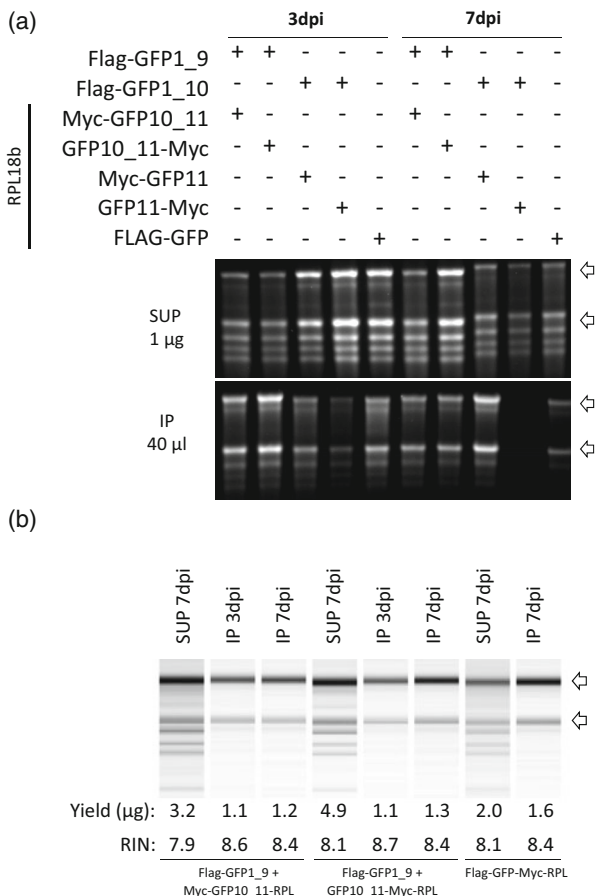 (a)
3dpi 7dpi
Flag-GFP1_9 + + - - - + + - - -
Flag-GFP1_10 - - + + - - - + + -
RPL18b
Myc-GFP10_11 + - - - - + - - - -
GFP10_11-Myc - + - - - - + - - -
Myc-GFP11 - - + - - - - + - -
GFP11-Myc - - - + - - - - + -
FLAG-GFP - - - - + - - - - +
SUP
1 µg
IP
40 µl
(b)
SUP 7dpi IP 3dpi IP 7dpi SUP 7dpi IP 3dpi IP 7dpi SUP 7dpi IP 7dpi
Yield (µg): 3.2 1.1 1.2 4.9 1.1 1.3 2.0 1.6
RIN: 7.9 8.6 8.4 8.1 8.7 8.4 8.1 8.4
Flag-GFP1_9 + Flag-GFP1_9 + Flag-GFP-Myc-RPL
Myc-GFP10_11-RPL GFP10_11-Myc-RPL